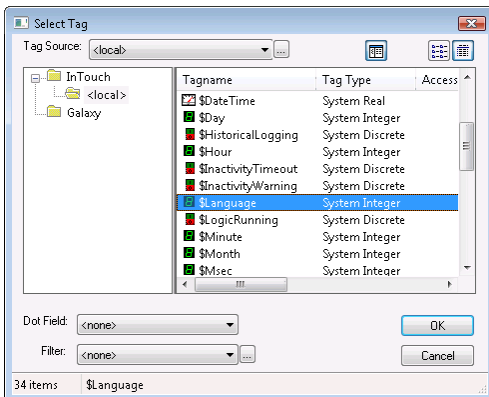 Select Tag
Tag Source: <local> ...
InTouch
<local>
Galaxy
Tagname Tag Type Access
$DateTime System Real
$Day System Integer
$HistoricalLogging System Discrete
$Hour System Integer
$InactivityTimeout System Discrete
$InactivityWarning System Discrete
$Language System Integer
$LogicRunning System Discrete
$Minute System Integer
$Month System Integer
$Msec System Integer
Dot Field: <none> OK
Filter: <none> ... Cancel
34 items $Language